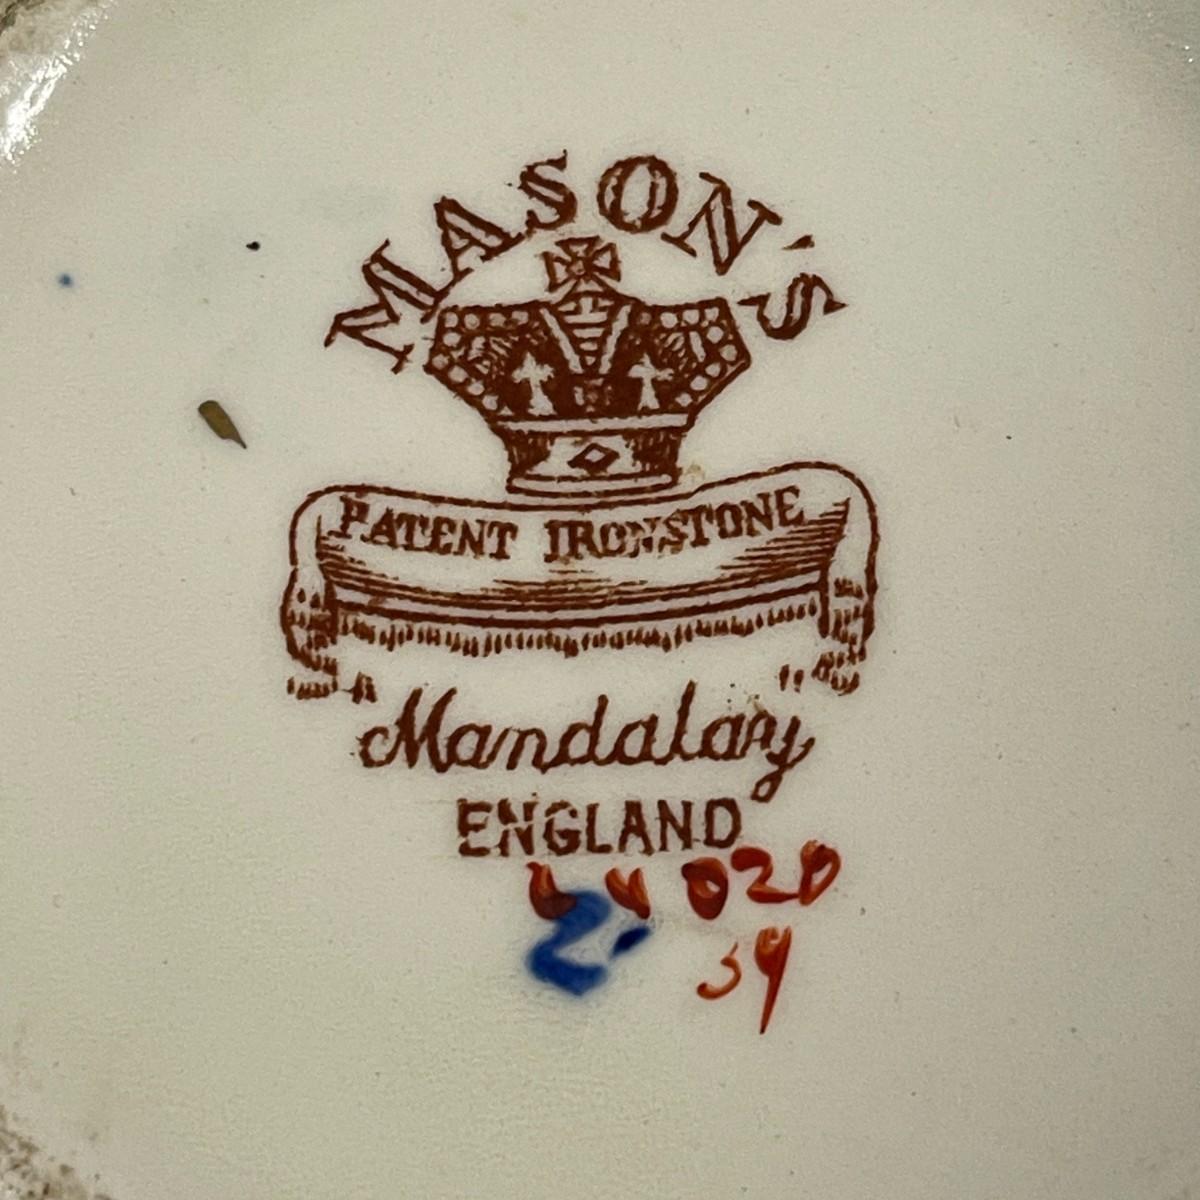 MASON'S
PATENT IRONSTONE
"Mandalay"
ENGLAND